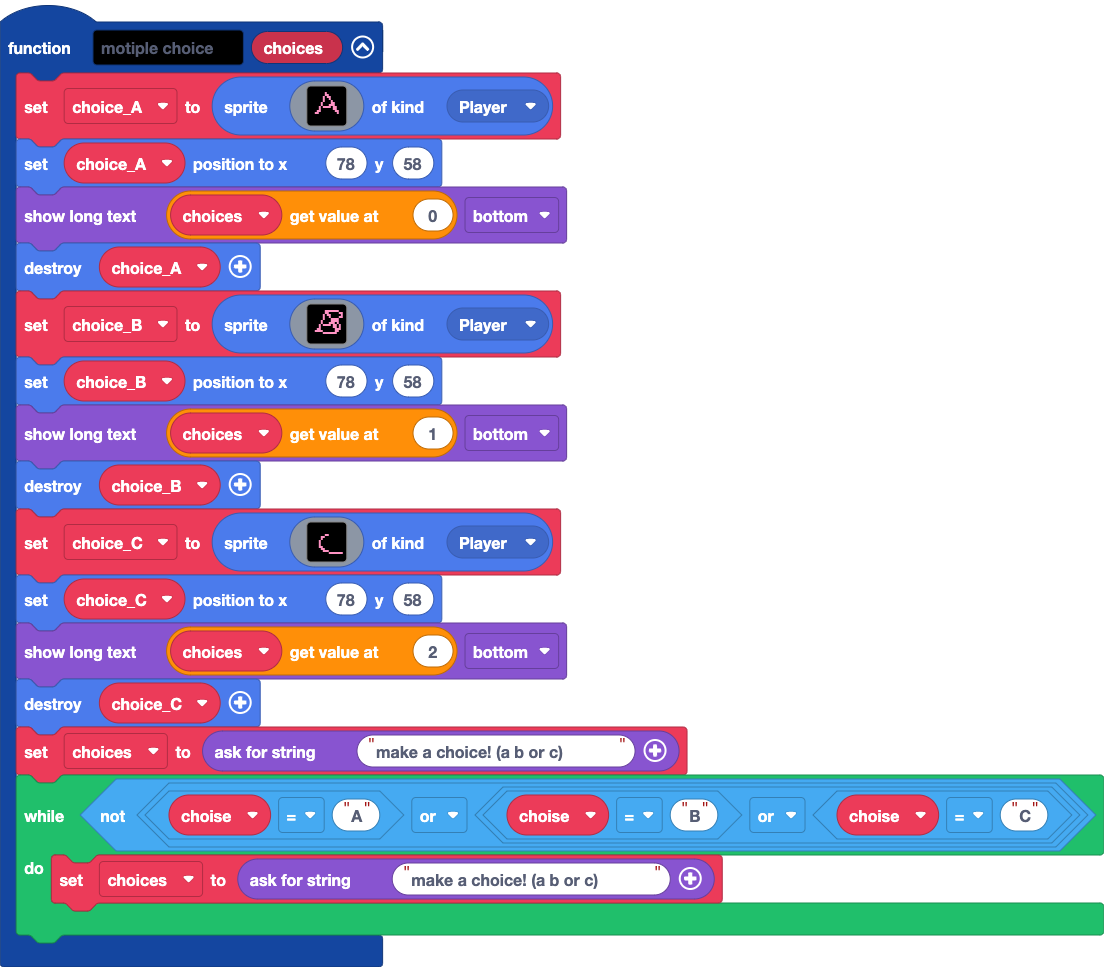 function motiple choice choices
set choice_A to sprite A of kind Player
set choice_A position to x 78 y 58
show long text choices get value at 0 bottom
destroy choice_A
set choice_B to sprite B of kind Player
set choice_B position to x 78 y 58
show long text choices get value at 1 bottom
destroy choice_B
set choice_C to sprite C of kind Player
set choice_C position to x 78 y 58
show long text choices get value at 2 bottom
destroy choice_C
set choices to ask for string "make a choice! (a b or c)"
while not choise = "A" or choise = "B" or choise = "C"
do set choices to ask for string "make a choice! (a b or c)"